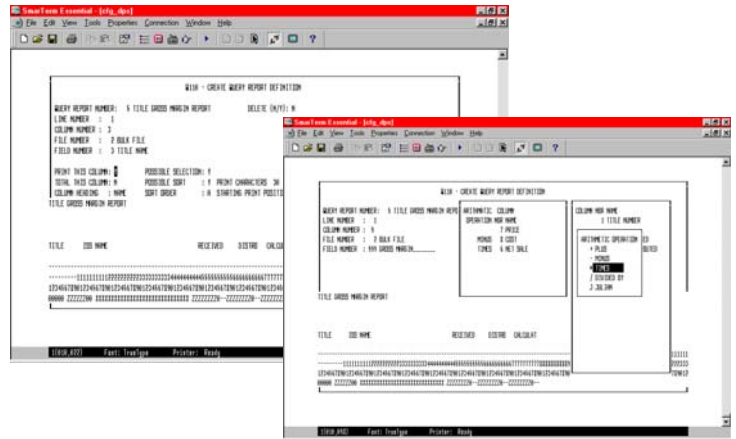 SmarTerm Essential - [cfg_dps]
File Edit View Tools Properties Connection Window Help
Q110 - CREATE QUERY REPORT DEFINITION
QUERY REPORT NUMBER: 5 TITLE GROSS MARGIN REPORT DELETE (N/Y): N
LINE NUMBER : 1
COLUMN NUMBER : 3
FILE NUMBER : 2 BULK FILE
FIELD NUMBER : 3 TITLE NAME
PRINT THIS COLUMN: POSSIBLE SELECTION: Y
TOTAL THIS COLUMN: N POSSIBLE SORT : Y PRINT CHARACTERS 30
COLUMN HEADING : NAME SORT ORDER : A STARTING PRINT POSITIO
TITLE GROSS MARGIN REPORT
TITLE ISS NAME RECEIVED DISTRB CALCU
Font: TrueType Printer: Ready
SmarTerm Essential - [cfg_dps]
File Edit View Tools Properties Connection Window Help
Q110 - CREATE QUERY REPORT DEFINITION
QUERY REPORT NUMBER: 5 TITLE GROSS MARGIN REPO
LINE NUMBER : 1
COLUMN NUMBER : 9
FILE NUMBER : 2 BULK FILE
FIELD NUMBER : 999 GROSS MARGIN
ARITHMATIC COLUMN
OPERATION NBR NAME
7 PRICE
MINUS 8 COST
TIMES 6 NET SALE
COLUMN NBR NAME
1 TITLE NUMBER
ARITHMETIC OPERATION
+ PLUS
- MINUS
* TIMES
/ DIVIDED BY
J JULIAN
TITLE GROSS MARGIN REPORT
TITLE ISS NAME RECEIVED DISTRB CALCULAT
Font: TrueType Printer: Ready